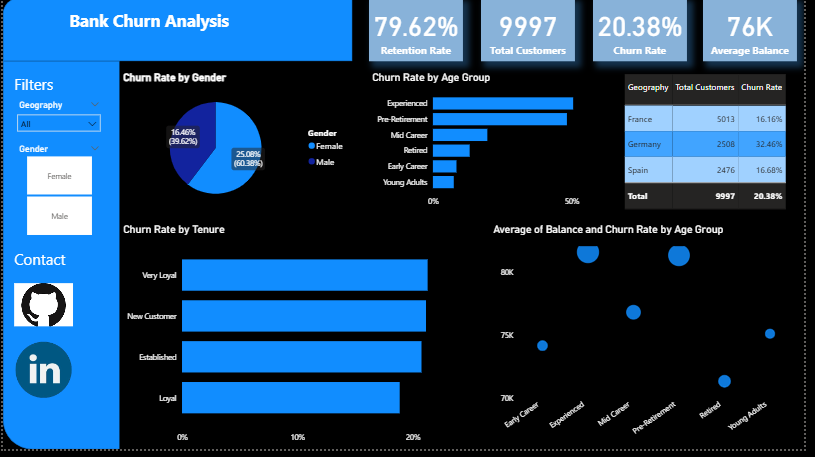 Bank Churn Analysis
79.62%
Retention Rate
9997
Total Customers
20.38%
Churn Rate
76K
Average Balance
Filters
Geography
All
Gender
Female
Male
Contact
in
Churn Rate by Gender
16.46%
(39.62%)
25.08%
(60.38%)
Gender
Female
Male
Churn Rate by Age Group
Experienced
Pre-Retirement
Mid Career
Retired
Early Career
Young Adults
0% 50%
Geography Total Customers Churn Rate
France 5013 16.16%
Germany 2508 32.46%
Spain 2476 16.68%
Total 9997 20.38%
Churn Rate by Tenure
Very Loyal
New Customer
Established
Loyal
0% 10% 20%
Average of Balance and Churn Rate by Age Group
80K
75K
70K
Early Career Experienced Mid Career Pre-Retirement Retired Young Adults